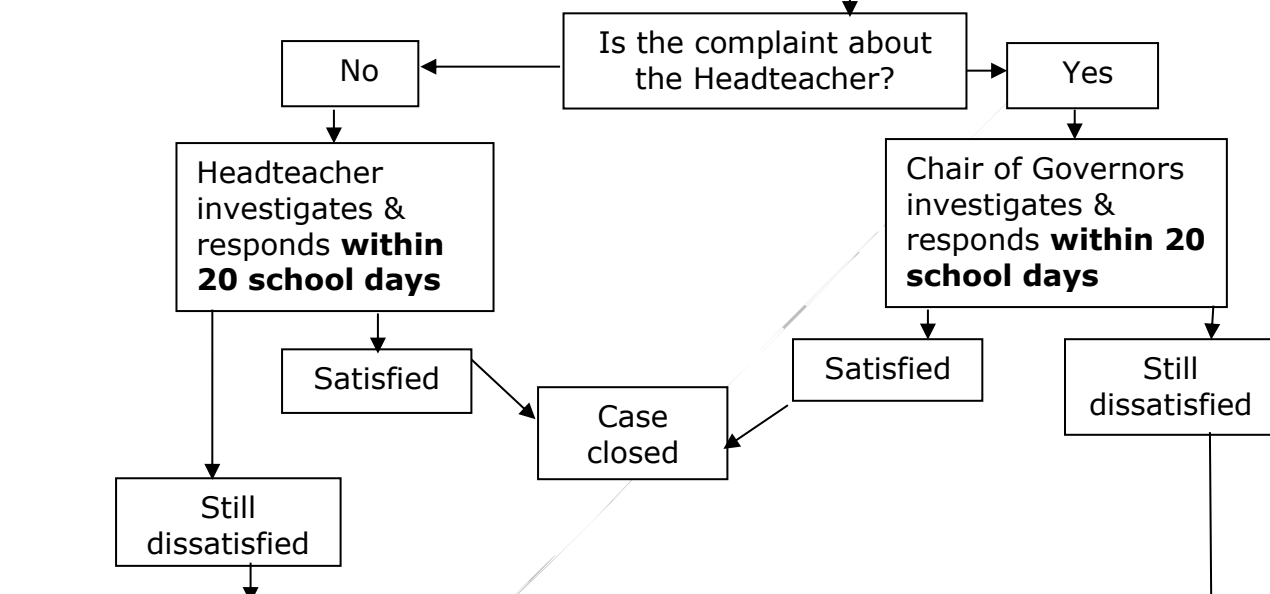 Is the complaint about
the Headteacher?
No
Yes
Headteacher
investigates &
responds within
20 school days
Chair of Governors
investigates &
responds within 20
school days
Satisfied
Satisfied
Still
dissatisfied
Case
closed
Still
dissatisfied